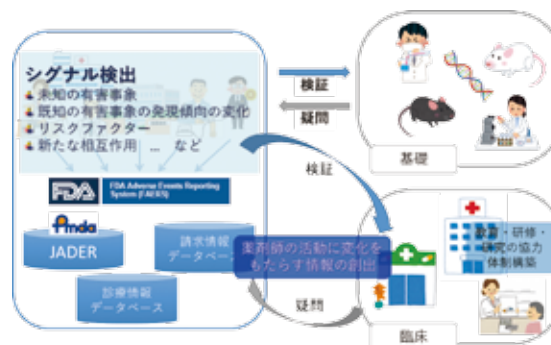 シグナル検出
未知の有害事象
既知の有害事象の発現傾向の変化
リスクファクター
新たな相互作用 … など
FDA
FDA Adverse Events Reporting
System (FAERS)
Pmda
JADER
請求情報
データベース
診療情報
データベース
検証
疑問
基礎
検証
薬剤師の活動に変化を
もたらす情報の創出
教育・研修・
研究の協力
体制構築
疑問
臨床